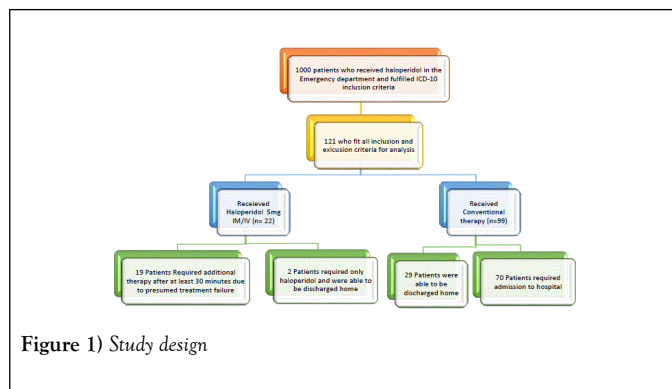 1000 patients who received haloperidol in the
Emergency department and fulfilled ICD-10
inclusion criteria
121 who fit all inclusion and
exlcusion criteria for analysis
Receieved
Haloperidol 5mg
IM/IV (n= 22)
Received
Conventional
therapy (n=99)
19 Patients Required additional
therapy after at least 30 minutes due
to presumed treatment failure
2 Patients required only
haloperidol and were able to
be discharged home
29 Patients were
able to be
discharged home
70 Patients required
admission to hospital
Figure 1) Study design